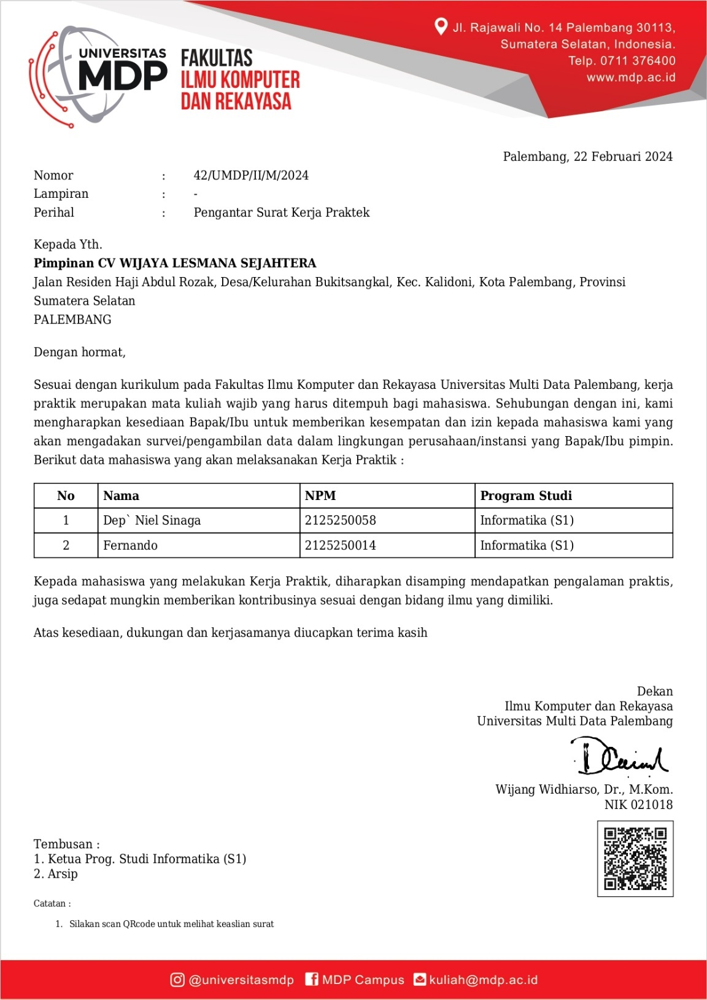 UNIVERSITAS
MDP
FAKULTAS
ILMU KOMPUTER
DAN REKAYASA
Jl. Rajawali No. 14 Palembang 30113,
Sumatera Selatan, Indonesia.
Telp. 0711 376400
www.mdp.ac.id
Palembang, 22 Februari 2024
Nomor : 42/UMDP/II/M/2024
Lampiran : -
Perihal : Pengantar Surat Kerja Praktek
Kepada Yth.
Pimpinan CV WIJAYA LESMANA SEJAHTERA
Jalan Residen Haji Abdul Rozak, Desa/Kelurahan Bukitsangkal, Kec. Kalidoni, Kota Palembang, Provinsi
Sumatera Selatan
PALEMBANG
Dengan hormat,
Sesuai dengan kurikulum pada Fakultas Ilmu Komputer dan Rekayasa Universitas Multi Data Palembang, kerja
praktik merupakan mata kuliah wajib yang harus ditempuh bagi mahasiswa. Sehubungan dengan ini, kami
mengharapkan kesediaan Bapak/Ibu untuk memberikan kesempatan dan izin kepada mahasiswa kami yang
akan mengadakan survei/pengambilan data dalam lingkungan perusahaan/instansi yang Bapak/Ibu pimpin.
Berikut data mahasiswa yang akan melaksanakan Kerja Praktik :
No Nama NPM Program Studi
1 Dep` Niel Sinaga 2125250058 Informatika (S1)
2 Fernando 2125250014 Informatika (S1)
Kepada mahasiswa yang melakukan Kerja Praktik, diharapkan disamping mendapatkan pengalaman praktis,
juga sedapat mungkin memberikan kontribusinya sesuai dengan bidang ilmu yang dimiliki.
Atas kesediaan, dukungan dan kerjasamanya diucapkan terima kasih
Dekan
Ilmu Komputer dan Rekayasa
Universitas Multi Data Palembang
Wijang Widhiarso, Dr., M.Kom.
NIK 021018
Tembusan :
1. Ketua Prog. Studi Informatika (S1)
2. Arsip
Catatan :
1. Silakan scan QRcode untuk melihat keaslian surat
@universitasmdp MDP Campus kuliah@mdp.ac.id